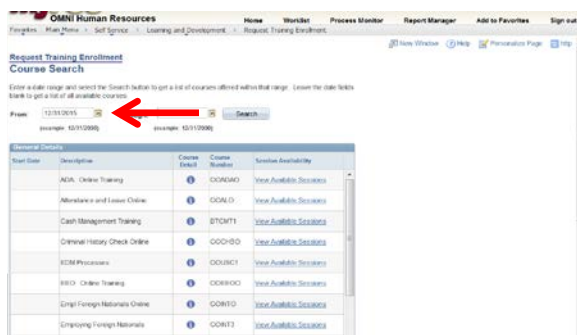 OMNI Human Resources
Home Worklist Process Monitor Report Manager Add to Favorites Sign out
Favorites Main Menu > Self Service > Learning and Development > Request Training Enrollment
New Window Help Personalize Page http
Request Training Enrollment
Course Search
Enter a date range and select the Search button to get a list of courses offered within that range. Leave the date fields
blank to get a list of all available courses
From 12/31/2015 Search
(example: 12/31/2000) (example: 12/31/2000)
General Details
Start Date Description Course Detail Course Number Session Availability
ADA Online Training View Available Sessions
Attendance and Leave Online OOALO View Available Sessions
Cash Management Training BTCMT1 View Available Sessions
Criminal History Check Online View Available Sessions
Processes View Available Sessions
Online Training View Available Sessions
Empl Foreign Nationals Online View Available Sessions
Employing Foreign Nationals View Available Sessions